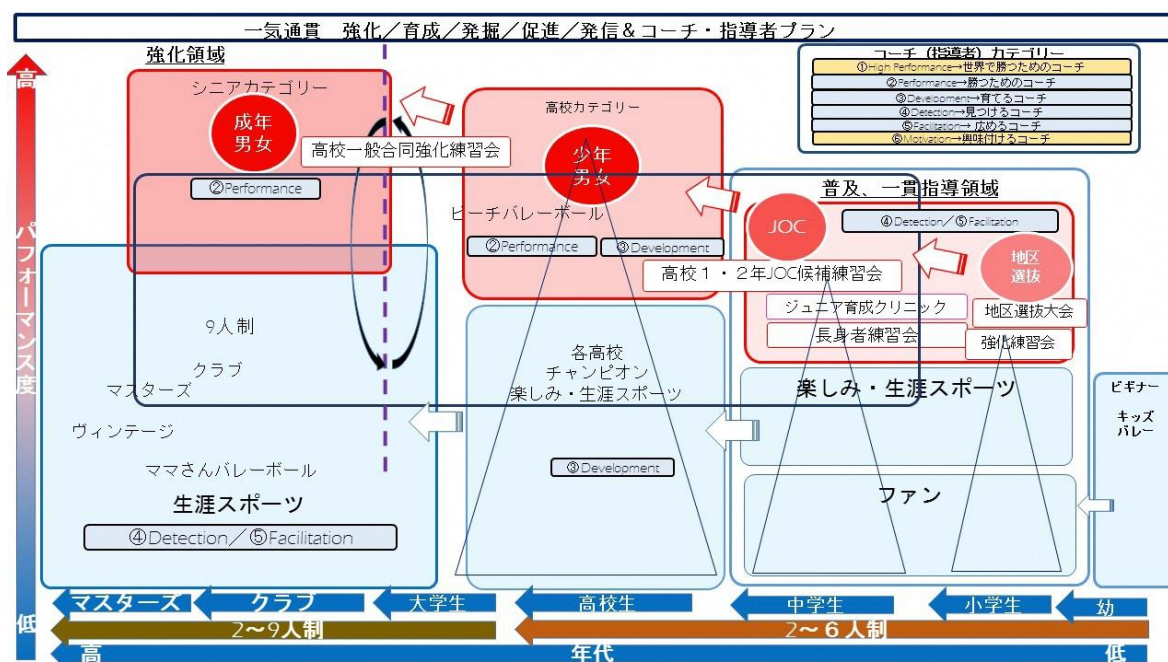 一気通貫 強化／育成／発掘／促進／発信＆コーチ・指導者プラン
強化領域
コーチ（指導者）カテゴリー
①High Performance→世界で勝つためのコーチ
②Performance→勝つためのコーチ
③Development→育てるコーチ
④Detection→見つけるコーチ
⑤Facilitation→広めるコーチ
⑥Motivation→興味付けるコーチ
高
パフォーマンス度
低
シニアカテゴリー
成年
男女
②Performance
高校一般合同強化練習会
高校カテゴリー
少年
男女
ビーチバレーボール
②Performance
③Development
普及、一貫指導領域
JOC
④Detection／⑤Facilitation
地区
選抜
高校１・２年JOC候補練習会
ジュニア育成クリニック
長身者練習会
地区選抜大会
強化練習会
9人制
クラブ
マスターズ
ヴィンテージ
ママさんバレーボール
生涯スポーツ
④Detection／⑤Facilitation
各高校
チャンピオン
楽しみ・生涯スポーツ
③Development
楽しみ・生涯スポーツ
ファン
ビギナー
キッズ
バレー
マスターズ
クラブ
大学生
高校生
中学生
小学生
幼
2～9人制
2～６人制
高
年代
低